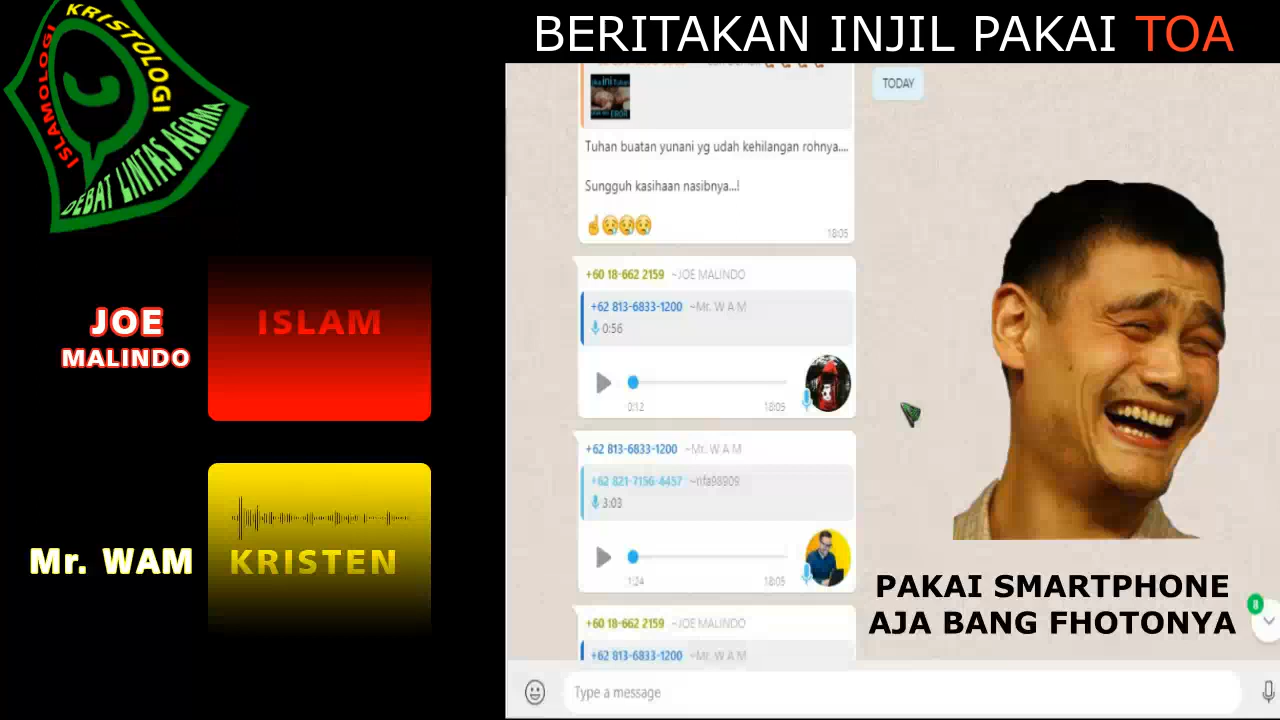 KRISTOLOGI
ISLAMOLOGI
DEBAT LINTAS AGAMA
BERITAKAN INJIL PAKAI TOA
JOE
MALINDO
ISLAM
Mr. WAM
KRISTEN
TODAY
Tuhan buatan yunani yg udah kehilangan rohnya....
Sungguh kasihaan nasibnya...!
☝😢😢😢
18:05
+60 18-662 2159 ~JOE MALINDO
+62 813-6833-1200 ~Mr. W A M
0:56
0:12 18:05
+62 813-6833-1200 ~Mr. W A M
+62 821-7156-4457 ~rifa98909
3:03
1:24 18:05
+60 18-662 2159 ~JOE MALINDO
+62 813-6833-1200 ~Mr. W A M
PAKAI SMARTPHONE
AJA BANG FHOTONYA
8
Type a message